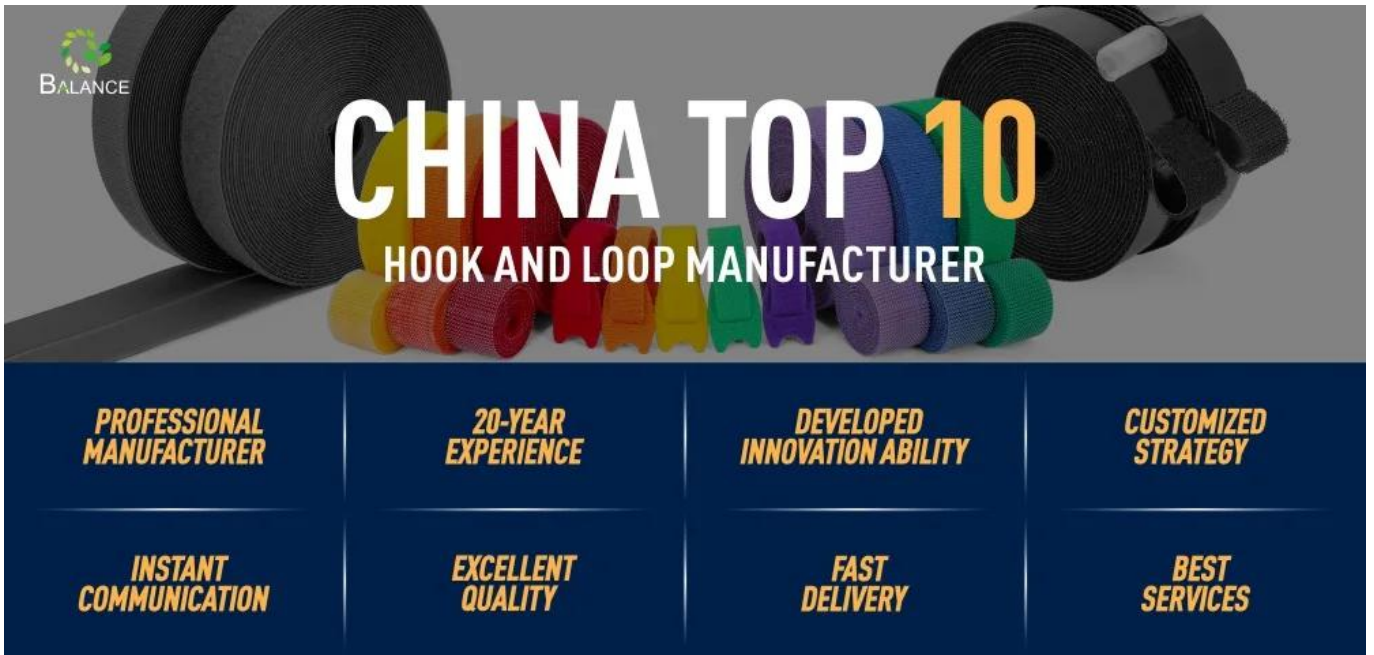 BALANCE
CHINA TOP 10
HOOK AND LOOP MANUFACTURER
PROFESSIONAL
MANUFACTURER
20-YEAR
EXPERIENCE
DEVELOPED
INNOVATION ABILITY
CUSTOMIZED
STRATEGY
INSTANT
COMMUNICATION
EXCELLENT
QUALITY
FAST
DELIVERY
BEST
SERVICES